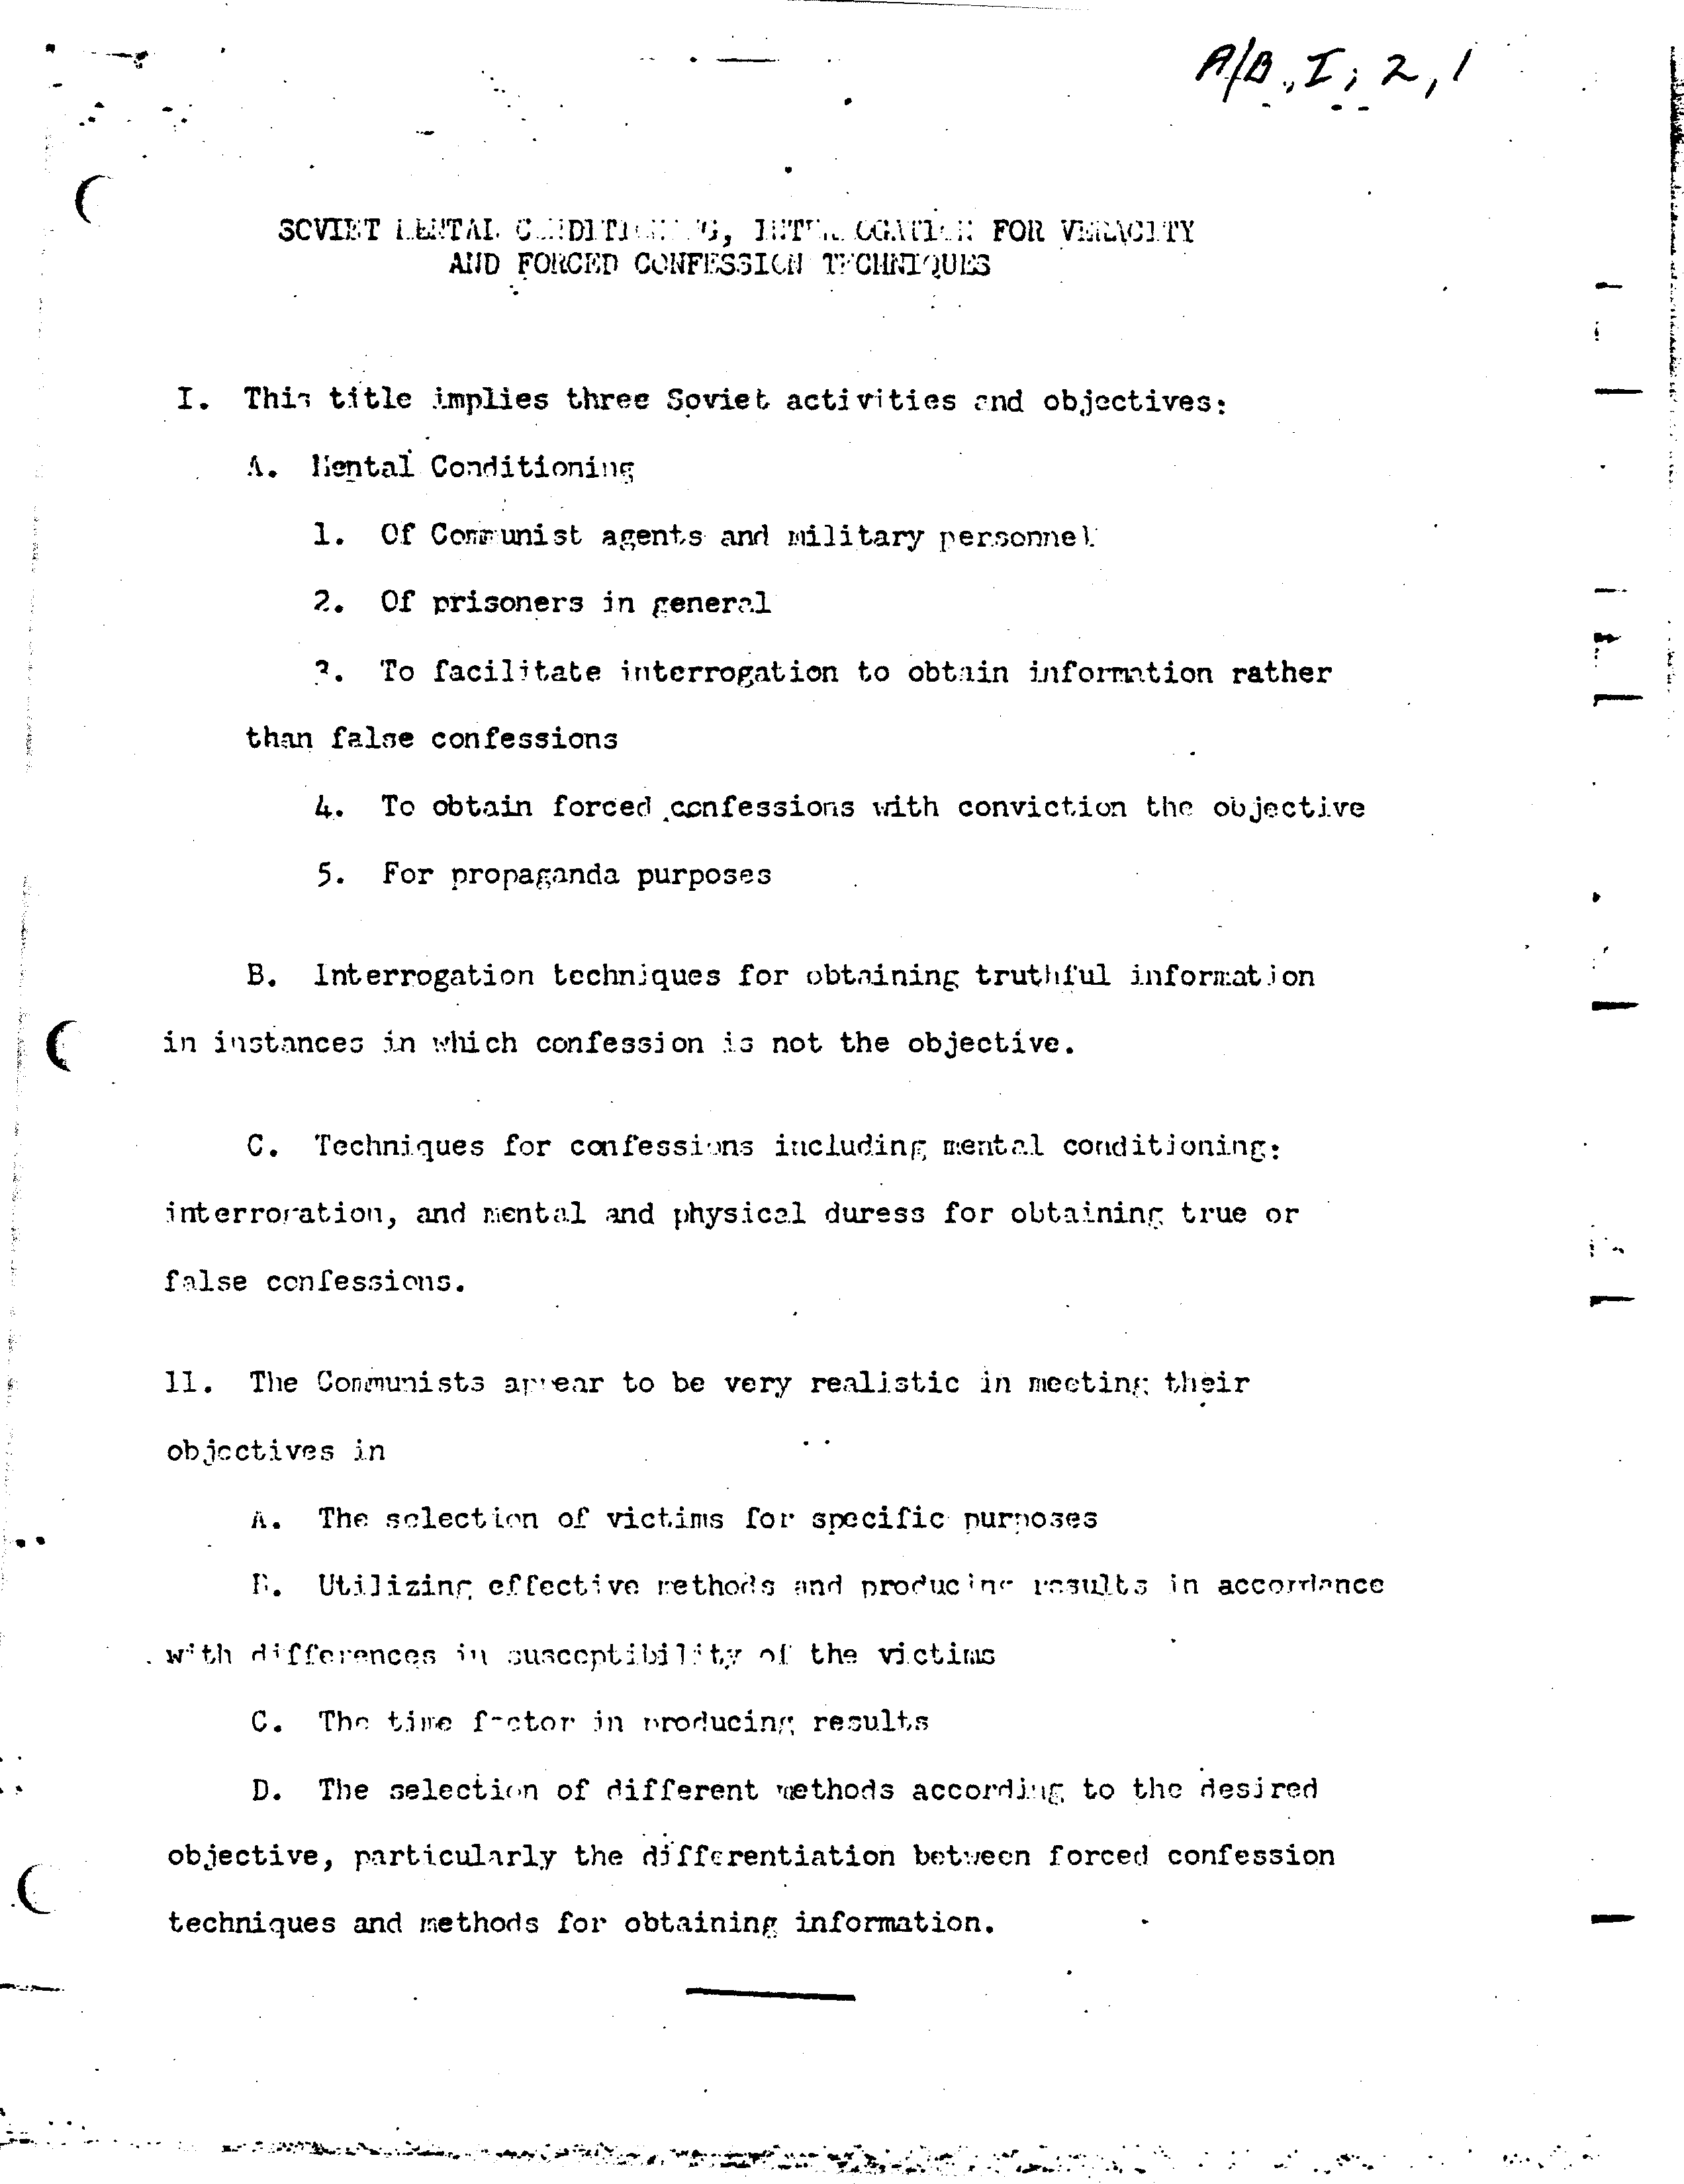 A/B, I; 2, 1
SOVIET MENTAL CONDITIONING, INTERROGATION FOR VERACITY
AND FORCED CONFESSION TECHNIQUES
I. This title implies three Soviet activities and objectives:
A. Mental Conditioning
1. Of Communist agents and military personnel
2. Of prisoners in general
3. To facilitate interrogation to obtain information rather
than false confessions
4. To obtain forced confessions with conviction the objective
5. For propaganda purposes
B. Interrogation techniques for obtaining truthful information
in instances in which confession is not the objective.
C. Techniques for confessions including mental conditioning:
interrogation, and mental and physical duress for obtaining true or
false confessions.
11. The Communists appear to be very realistic in meeting their
objectives in
A. The selection of victims for specific purposes
B. Utilizing effective methods and producing results in accordance
with differences in susceptibility of the victims
C. The time factor in producing results
D. The selection of different methods according to the desired
objective, particularly the differentiation between forced confession
techniques and methods for obtaining information.